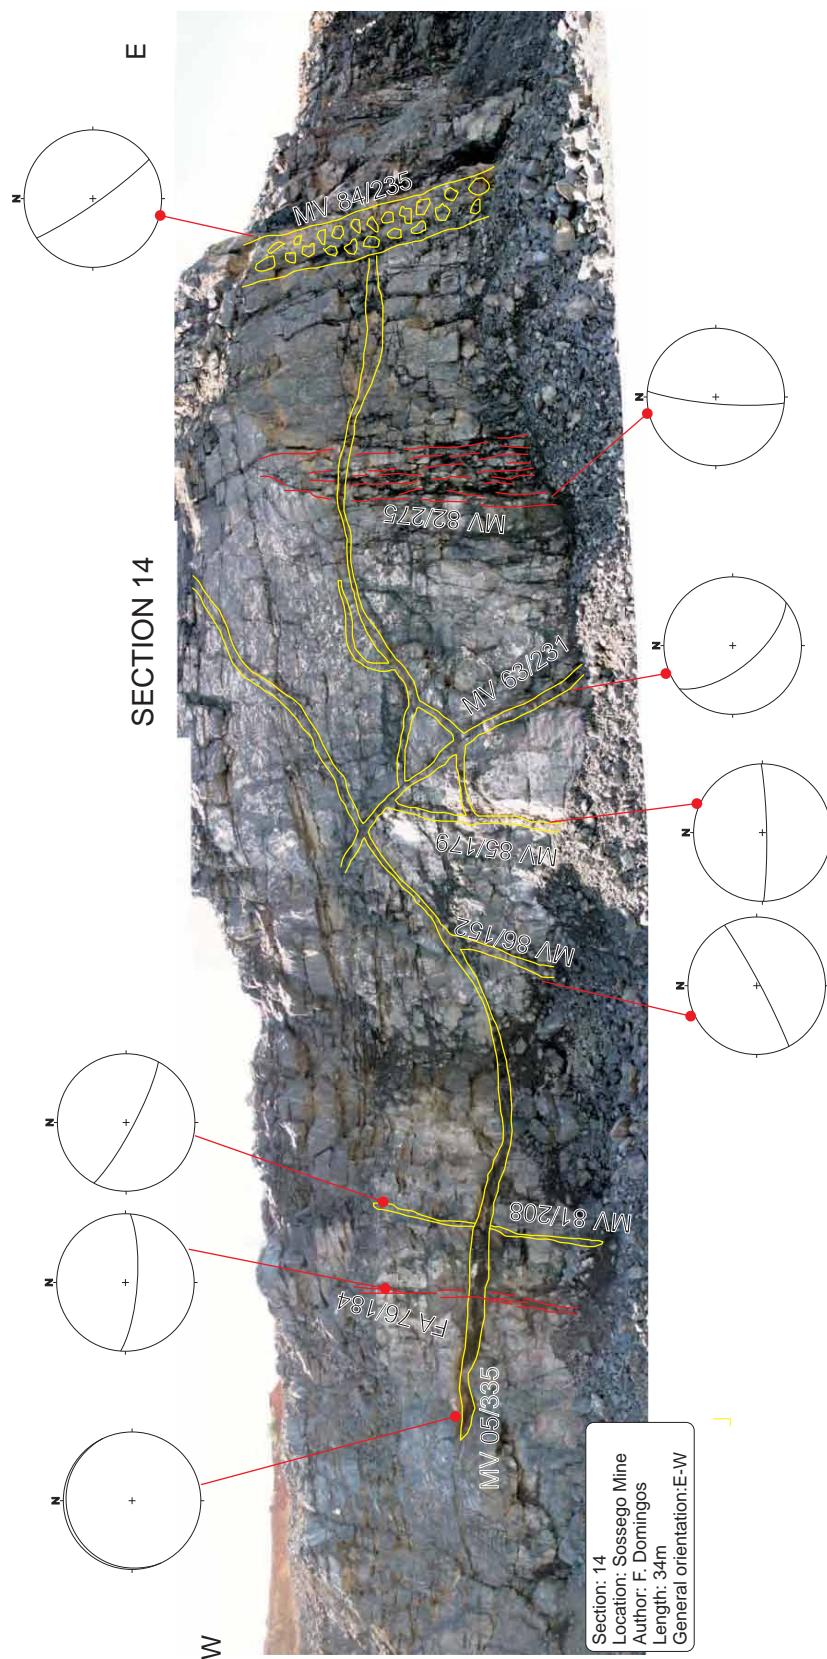 SECTION 14
W
E
N
N
N
N
N
N
N
N
MV 05/335
FA 76/184
MV 81/208
MV 86/152
MV 85/179
MV 63/231
MV 82/275
MV 84/235
Section: 14
Location: Sossego Mine
Author: F. Domingos
Length: 34m
General orientation:E-W